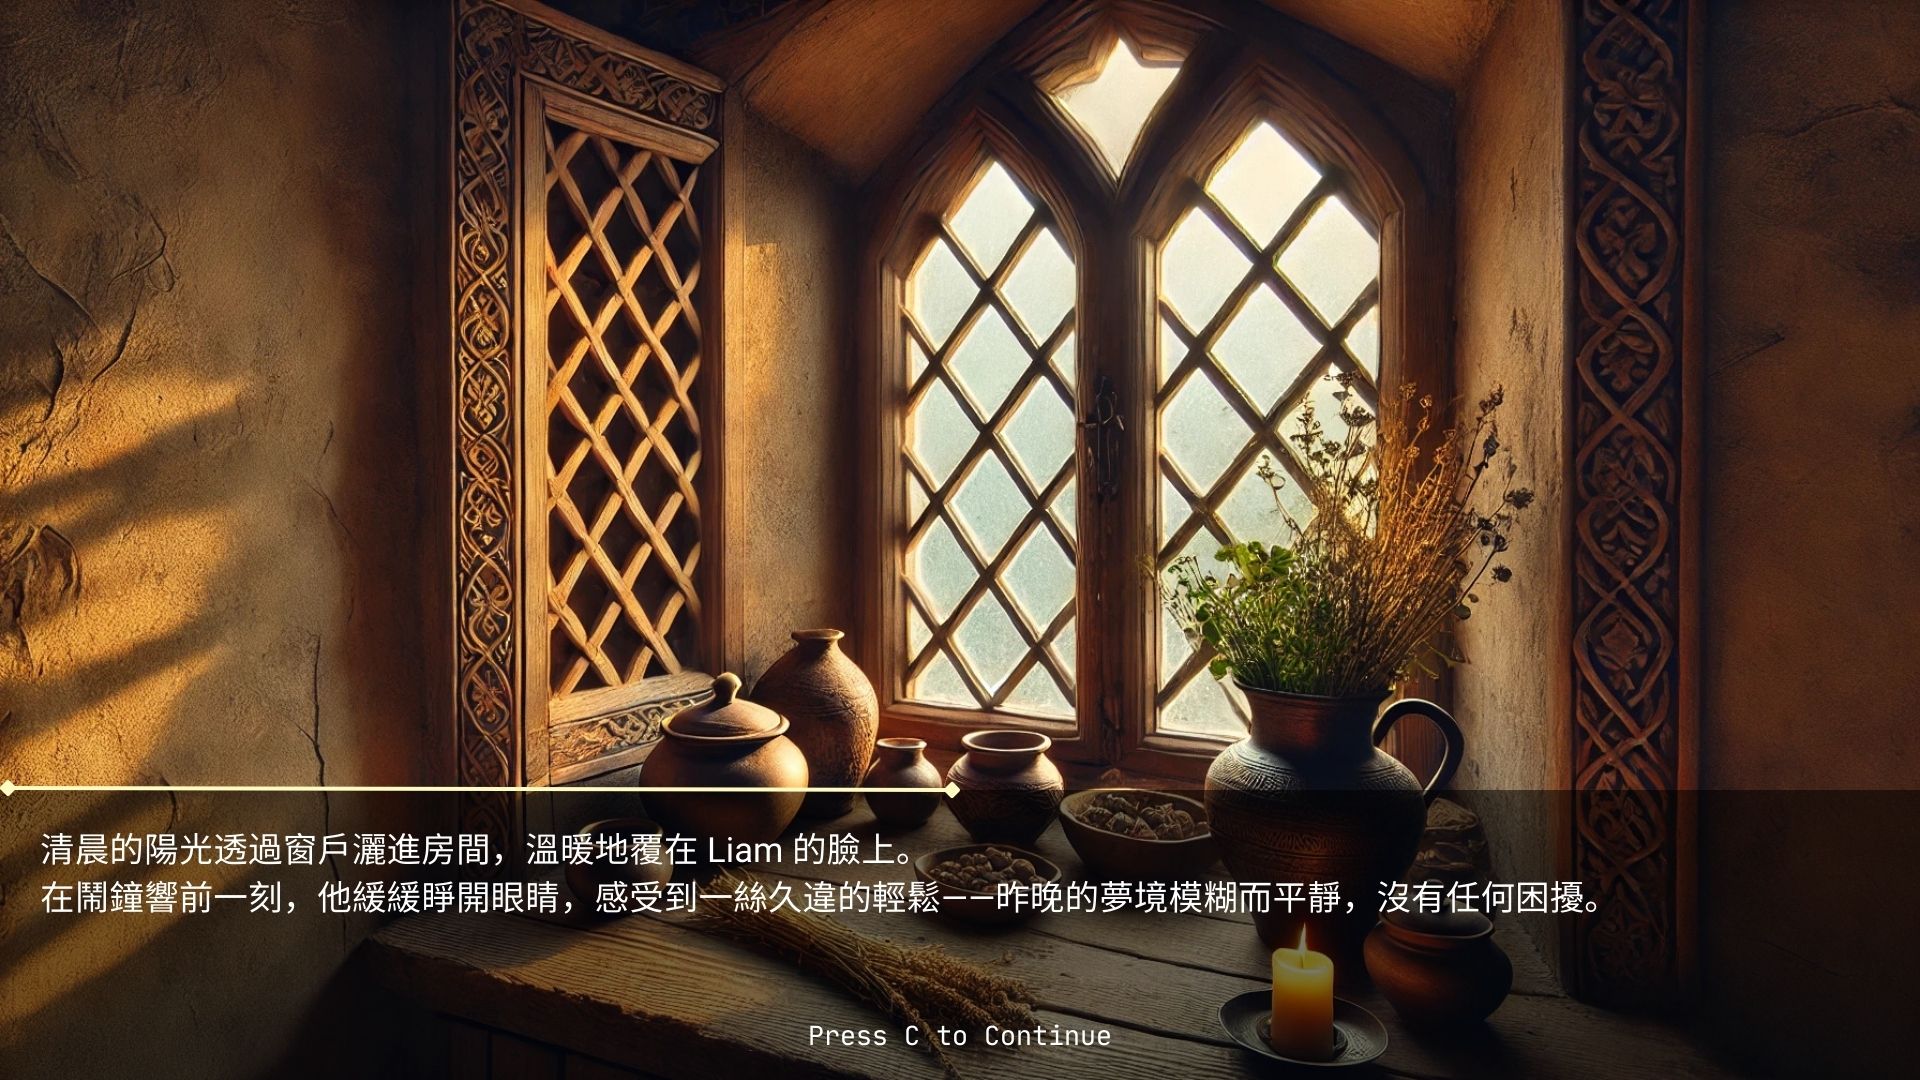 清晨的陽光透過窗戶灑進房間，溫暖地覆在 Liam 的臉上。
在鬧鐘響前一刻，他緩緩睜開眼睛，感受到一絲久違的輕鬆——昨晚的夢境模糊而平靜，沒有任何困擾。
Press C to Continue